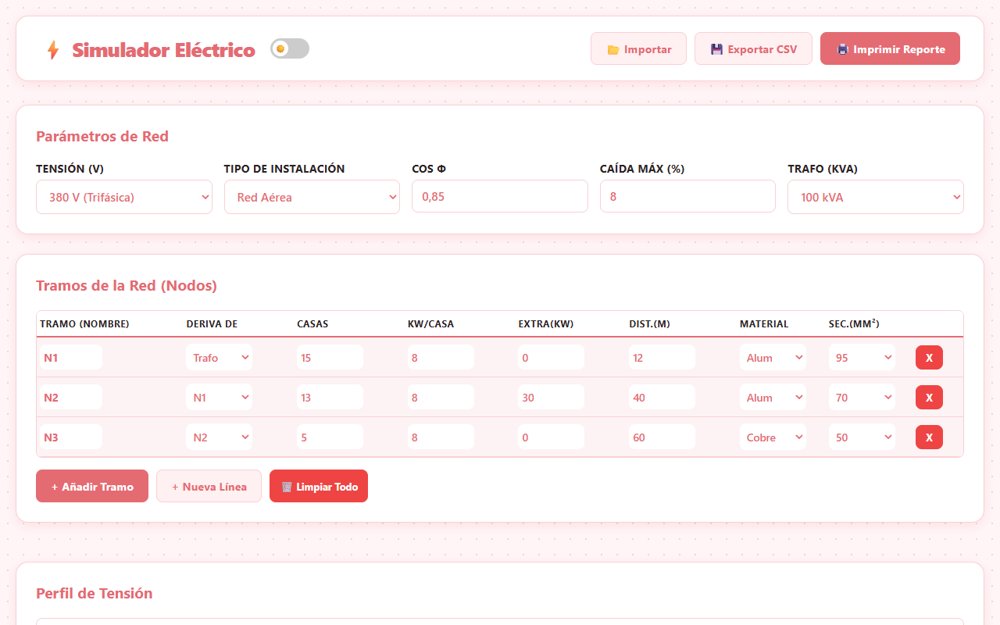 Simulador Eléctrico
Importar
Exportar CSV
Imprimir Reporte
Parámetros de Red
TENSIÓN (V) TIPO DE INSTALACIÓN COS Φ CAÍDA MÁX (%) TRAFO (KVA)
380 V (Trifásica) Red Aérea 0,85 8 100 kVA
Tramos de la Red (Nodos)
TRAMO (NOMBRE) DERIVA DE CASAS KW/CASA EXTRA(KW) DIST.(M) MATERIAL SEC.(MM²)
N1 Trafo 15 8 0 12 Alum 95 X
N2 N1 13 8 30 40 Alum 70 X
N3 N2 5 8 0 60 Cobre 50 X
+ Añadir Tramo + Nueva Línea Limpiar Todo
Perfil de Tensión